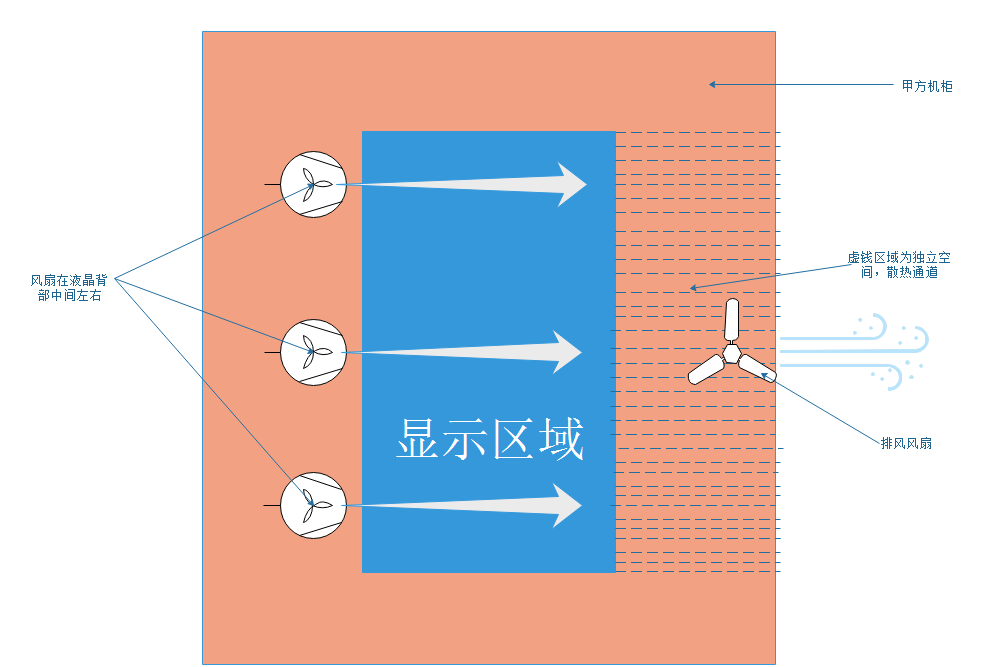 甲方机柜
虚钱区域为独立空
间，散热通道
风扇在液晶背
部中间左右
显示区域
排风风扇